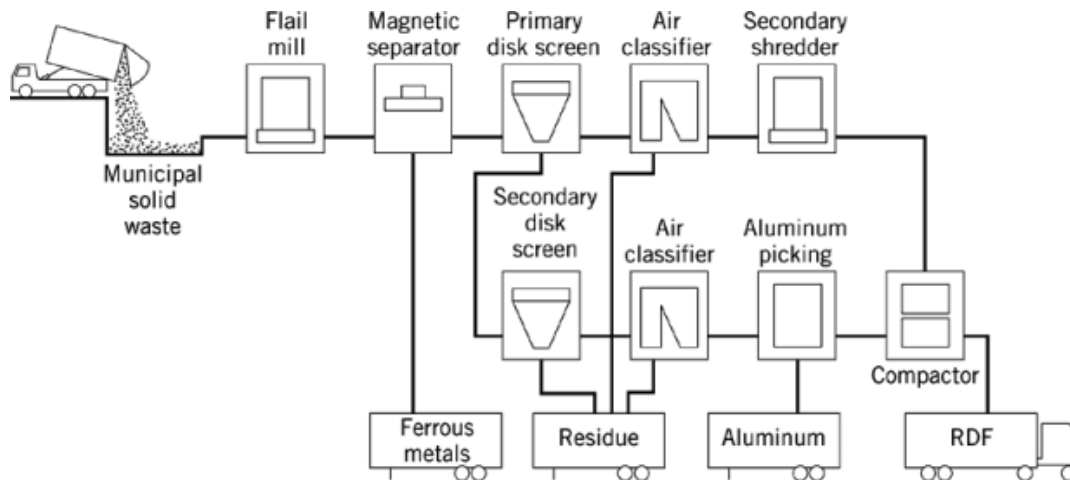 Flail
mill
Magnetic
separator
Primary
disk screen
Air
classifier
Secondary
shredder
Municipal
solid
waste
Secondary
disk
screen
Air
classifier
Aluminum
picking
Compactor
Ferrous
metals
Residue
Aluminum
RDF